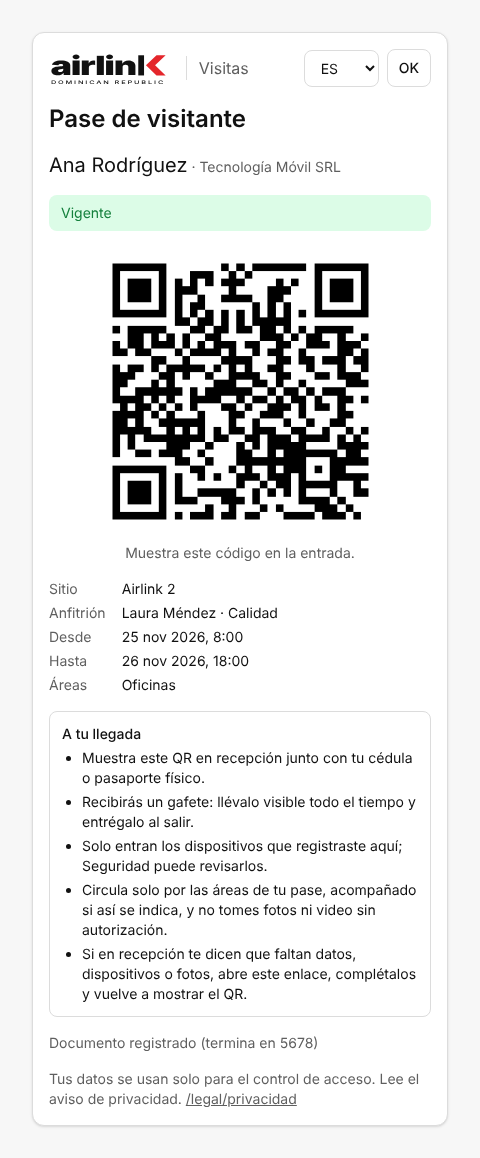 airlink
DOMINICAN REPUBLIC
Visitas
ES
OK
Pase de visitante
Ana Rodríguez · Tecnología Móvil SRL
Vigente
Muestra este código en la entrada.
Sitio Airlink 2
Anfitrión Laura Méndez · Calidad
Desde 25 nov 2026, 8:00
Hasta 26 nov 2026, 18:00
Áreas Oficinas
A tu llegada
• Muestra este QR en recepción junto con tu cédula
o pasaporte físico.
• Recibirás un gafete: llévalo visible todo el tiempo y
entrégalo al salir.
• Solo entran los dispositivos que registraste aquí;
Seguridad puede revisarlos.
• Circula solo por las áreas de tu pase, acompañado
si así se indica, y no tomes fotos ni video sin
autorización.
• Si en recepción te dicen que faltan datos,
dispositivos o fotos, abre este enlace, complétalos
y vuelve a mostrar el QR.
Documento registrado (termina en 5678)
Tus datos se usan solo para el control de acceso. Lee el
aviso de privacidad. /legal/privacidad